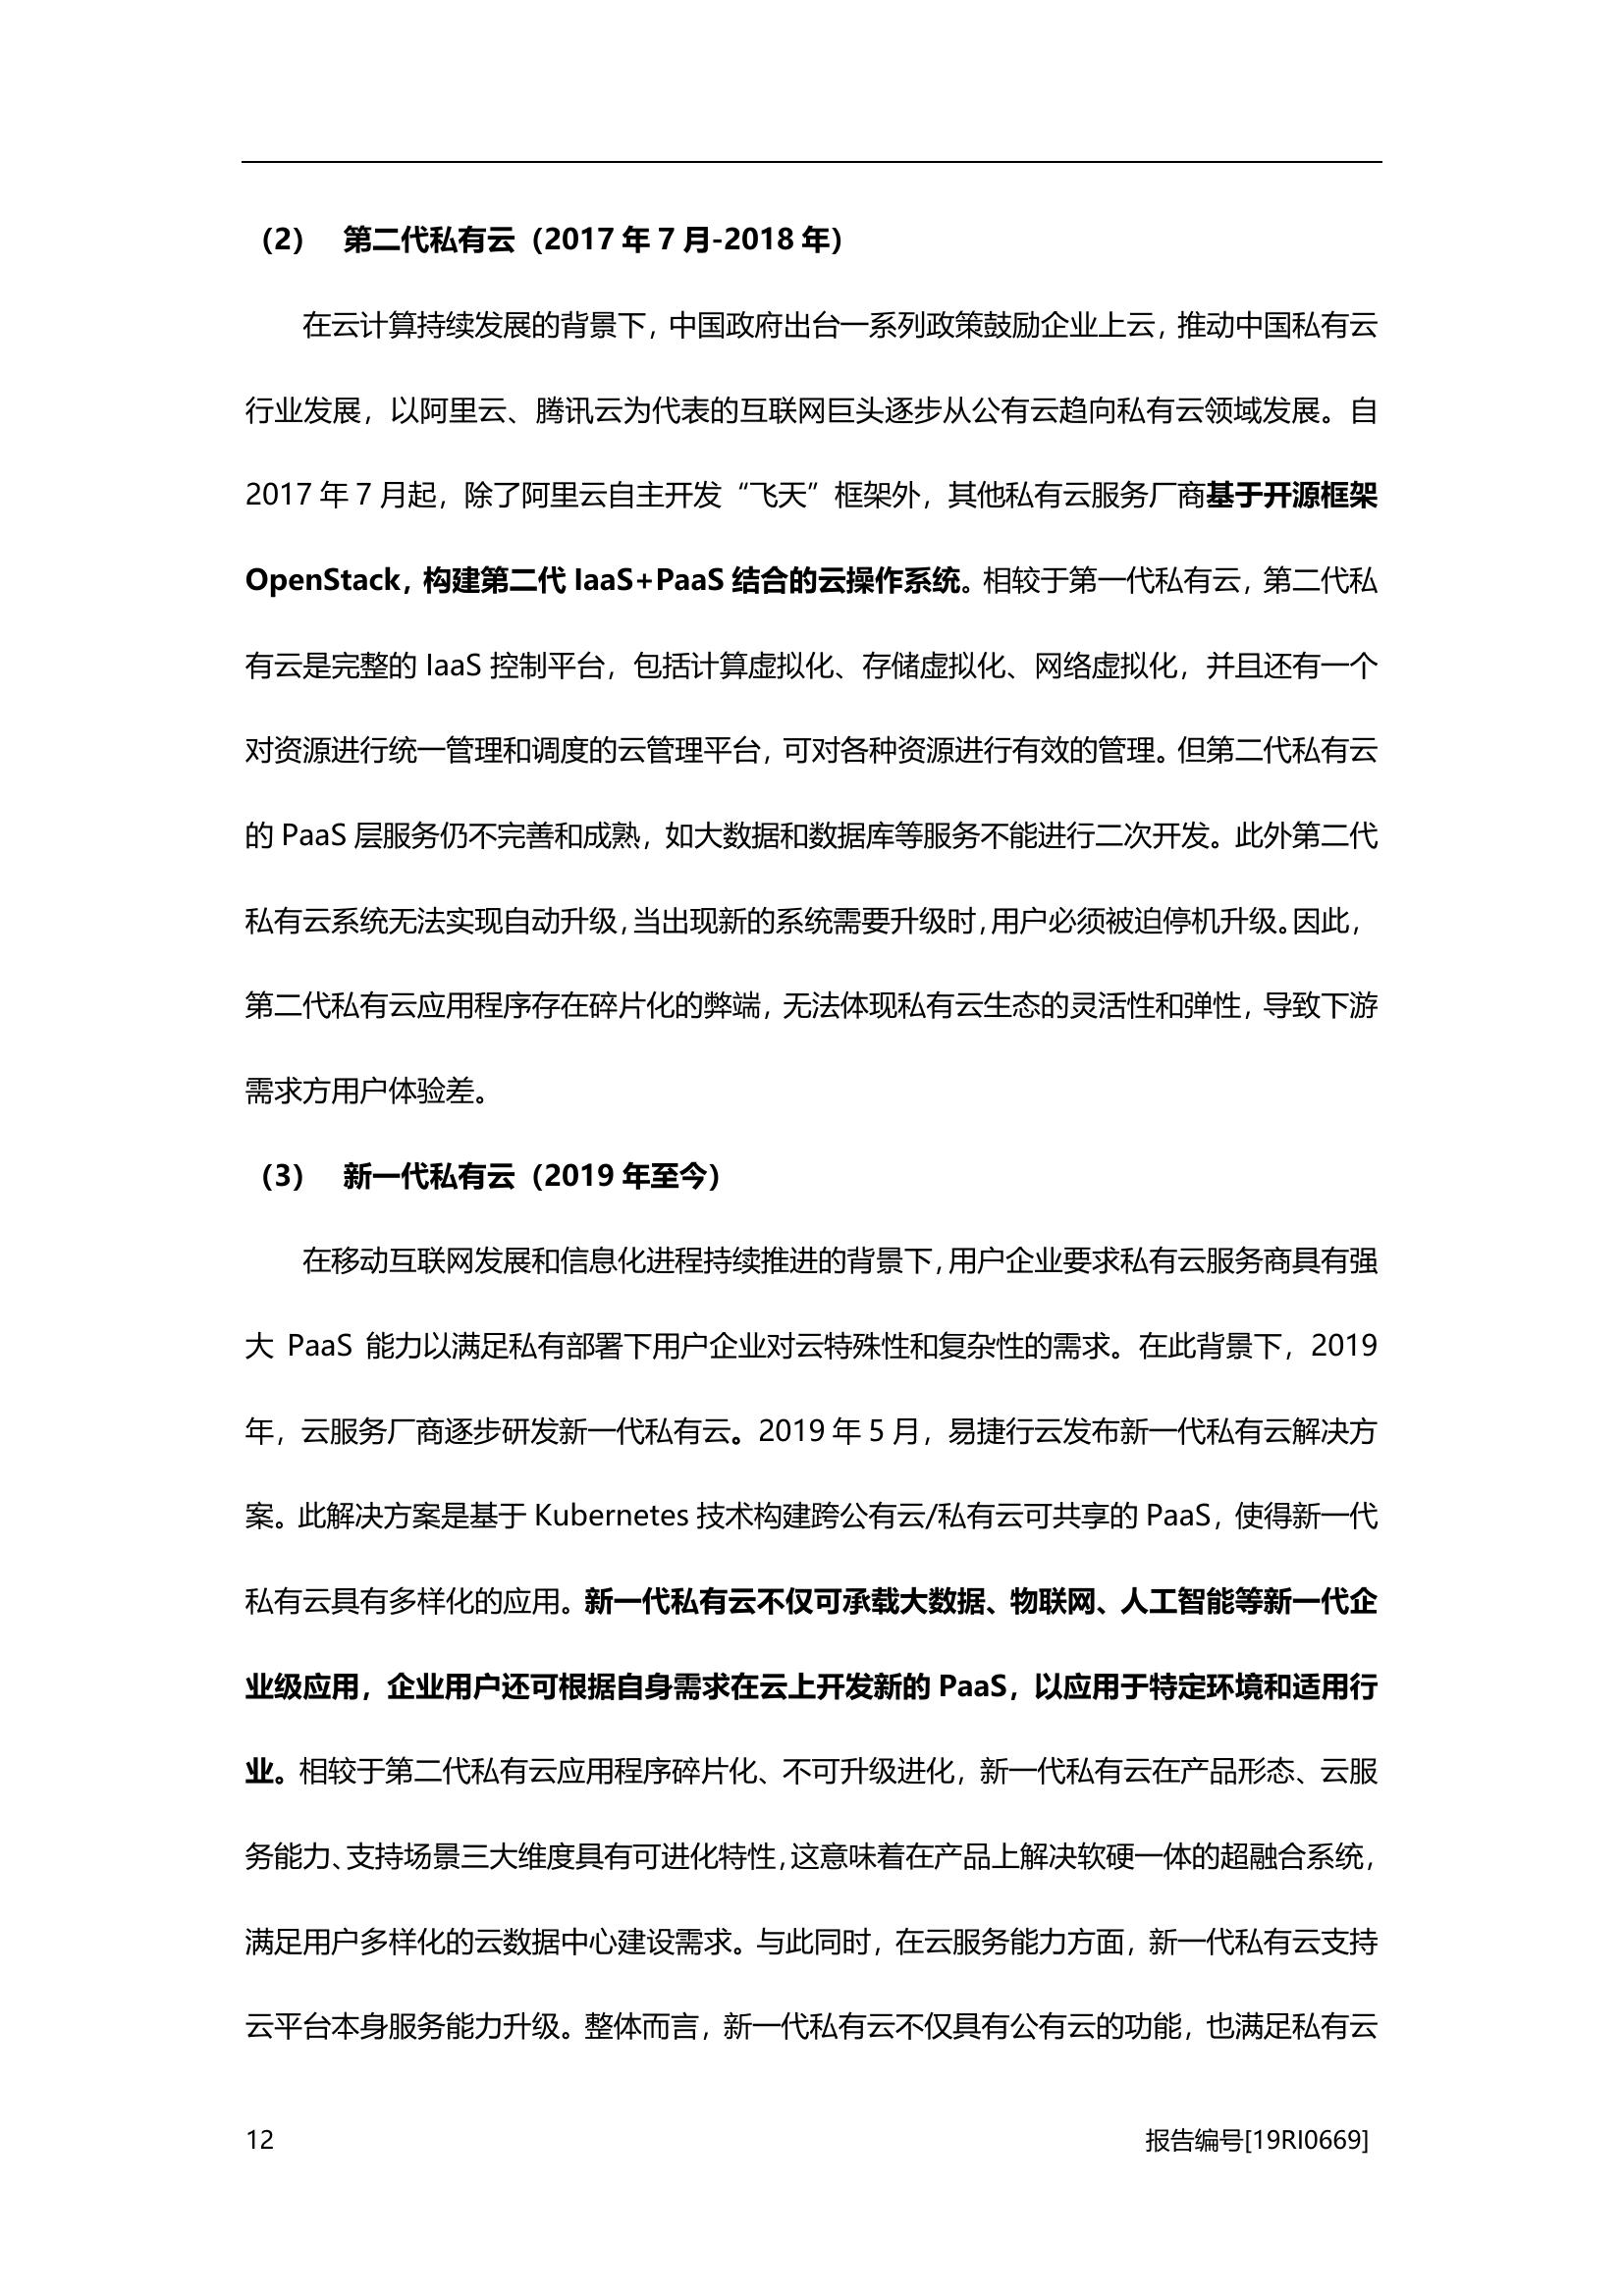 （2） 第二代私有云（2017 年 7 月-2018 年）
在云计算持续发展的背景下，中国政府出台一系列政策鼓励企业上云，推动中国私有云
行业发展，以阿里云、腾讯云为代表的互联网巨头逐步从公有云趋向私有云领域发展。自
2017 年 7 月起，除了阿里云自主开发“飞天”框架外，其他私有云服务厂商基于开源框架
OpenStack，构建第二代 IaaS+PaaS 结合的云操作系统。相较于第一代私有云，第二代私
有云是完整的 IaaS 控制平台，包括计算虚拟化、存储虚拟化、网络虚拟化，并且还有一个
对资源进行统一管理和调度的云管理平台，可对各种资源进行有效的管理。但第二代私有云
的 PaaS 层服务仍不完善和成熟，如大数据和数据库等服务不能进行二次开发。此外第二代
私有云系统无法实现自动升级，当出现新的系统需要升级时，用户必须被迫停机升级。因此，
第二代私有云应用程序存在碎片化的弊端，无法体现私有云生态的灵活性和弹性，导致下游
需求方用户体验差。
（3） 新一代私有云（2019 年至今）
在移动互联网发展和信息化进程持续推进的背景下，用户企业要求私有云服务商具有强
大 PaaS 能力以满足私有部署下用户企业对云特殊性和复杂性的需求。在此背景下，2019
年，云服务厂商逐步研发新一代私有云。2019 年 5 月，易捷行云发布新一代私有云解决方
案。此解决方案是基于 Kubernetes 技术构建跨公有云/私有云可共享的 PaaS，使得新一代
私有云具有多样化的应用。新一代私有云不仅可承载大数据、物联网、人工智能等新一代企
业级应用，企业用户还可根据自身需求在云上开发新的 PaaS，以应用于特定环境和适用行
业。相较于第二代私有云应用程序碎片化、不可升级进化，新一代私有云在产品形态、云服
务能力、支持场景三大维度具有可进化特性，这意味着在产品上解决软硬一体的超融合系统，
满足用户多样化的云数据中心建设需求。与此同时，在云服务能力方面，新一代私有云支持
云平台本身服务能力升级。整体而言，新一代私有云不仅具有公有云的功能，也满足私有云
12 报告编号[19RI0669]